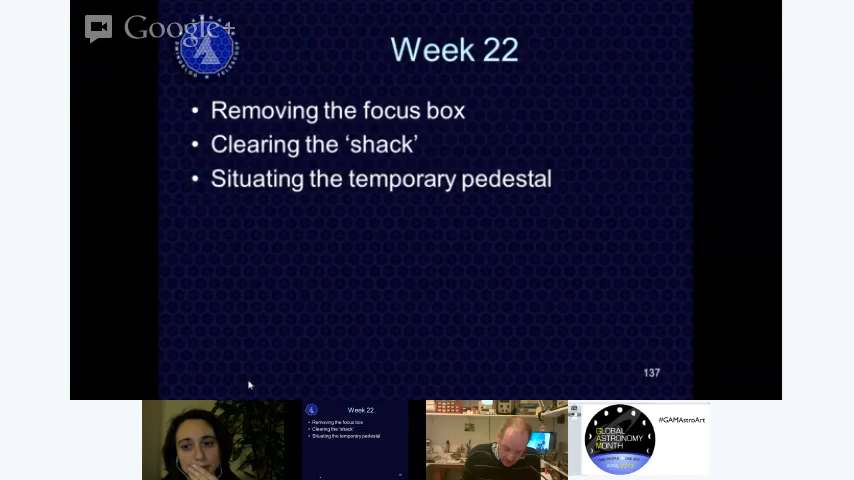 Google+
Week 22
• Removing the focus box
• Clearing the ‘shack’
• Situating the temporary pedestal
137
Week 22
• Removing the focus box
• Clearing the ‘shack’
• Situating the temporary pedestal
GLOBAL
ASTRONOMY
MONTH
#GAMAstroArt